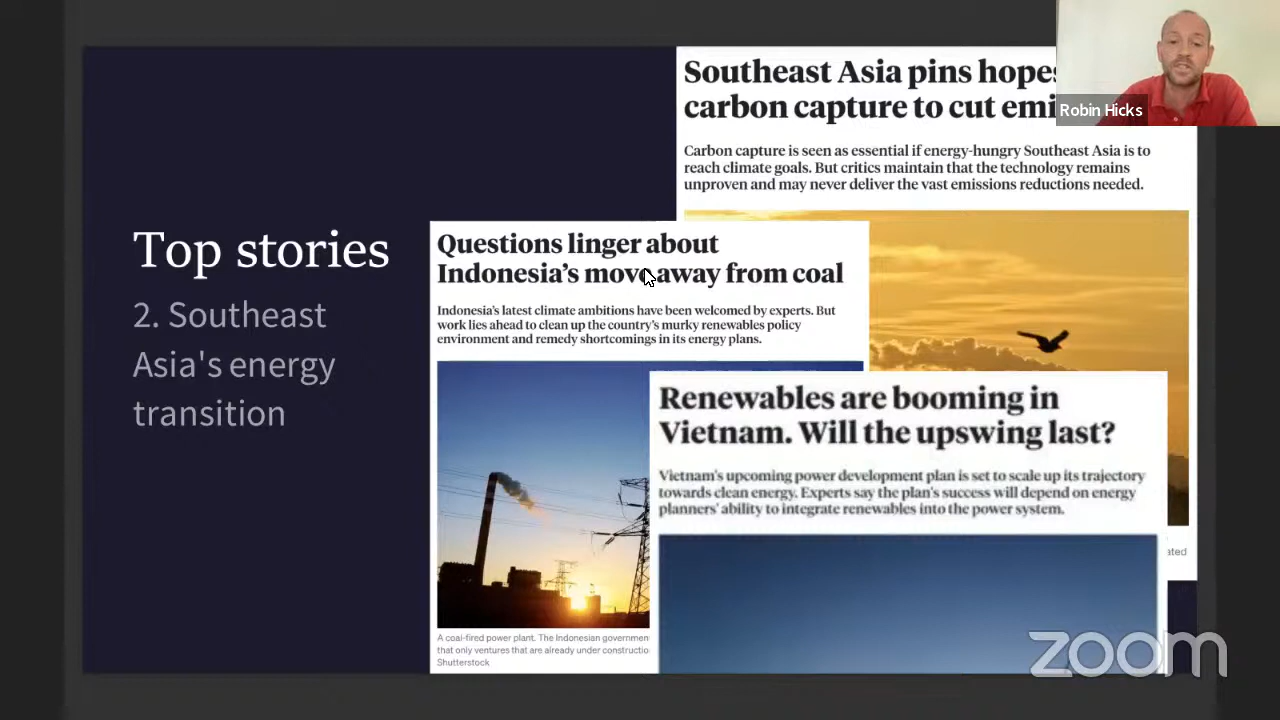 Top stories
2. Southeast
Asia's energy
transition
Southeast Asia pins hopes
carbon capture to cut emi
Carbon capture is seen as essential if energy-hungry Southeast Asia is to
reach climate goals. But critics maintain that the technology remains
unproven and may never deliver the vast emissions reductions needed.
Robin Hicks
Questions linger about
Indonesia’s move away from coal
Indonesia’s latest climate ambitions have been welcomed by experts. But
work lies ahead to clean up the country’s murky renewables policy
environment and remedy shortcomings in its energy plans.
A coal-fired power plant. The Indonesian governmen
that only ventures that are already under constructio
Shutterstock
Renewables are booming in
Vietnam. Will the upswing last?
Vietnam’s upcoming power development plan is set to scale up its trajectory
towards clean energy. Experts say the plan’s success will depend on energy
planners’ ability to integrate renewables into the power system.
ated
zoom